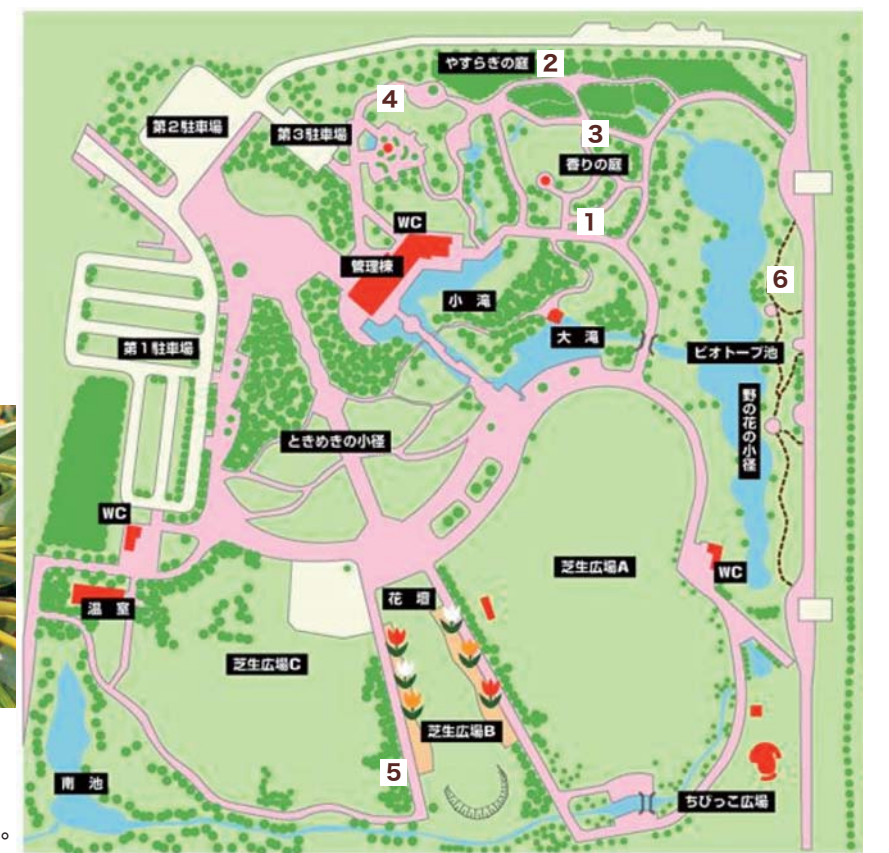 やすらぎの庭
2
4
第2駐車場
第3駐車場
3
香りの庭
1
WC
管理棟
6
小 滝
大 滝
第1駐車場
ビオトープ池
野の花の小径
ときめきの小径
WC
芝生広場A
WC
温 室
花 壇
芝生広場C
芝生広場B
5
南 池
ちびっこ広場
。